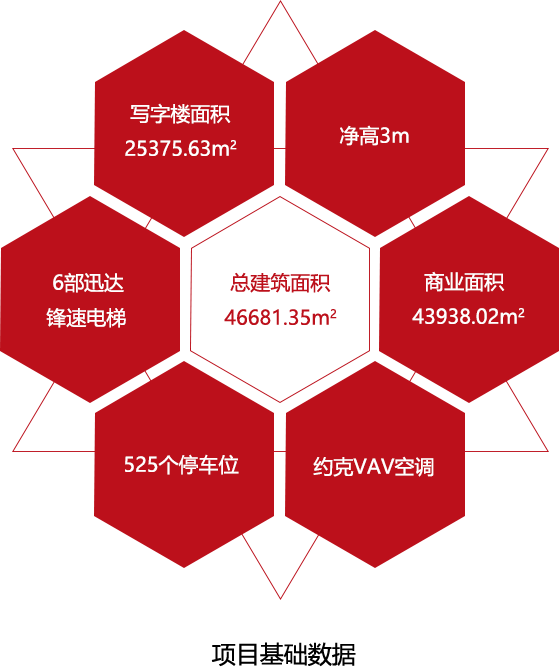 写字楼面积
25375.63m²
净高3m
6部迅达
锋速电梯
总建筑面积
46681.35m²
商业面积
43938.02m²
525个停车位
约克VAV空调
项目基础数据